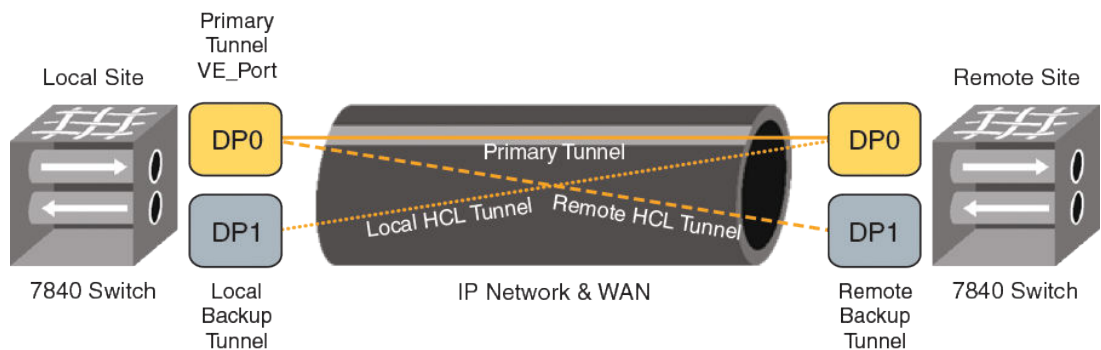 Primary
Tunnel
VE_Port
Local Site
Remote Site
DP0
DP0
Primary Tunnel
Local HCL Tunnel
Remote HCL Tunnel
DP1
DP1
7840 Switch
Local
Backup
Tunnel
IP Network & WAN
Remote
Backup
Tunnel
7840 Switch